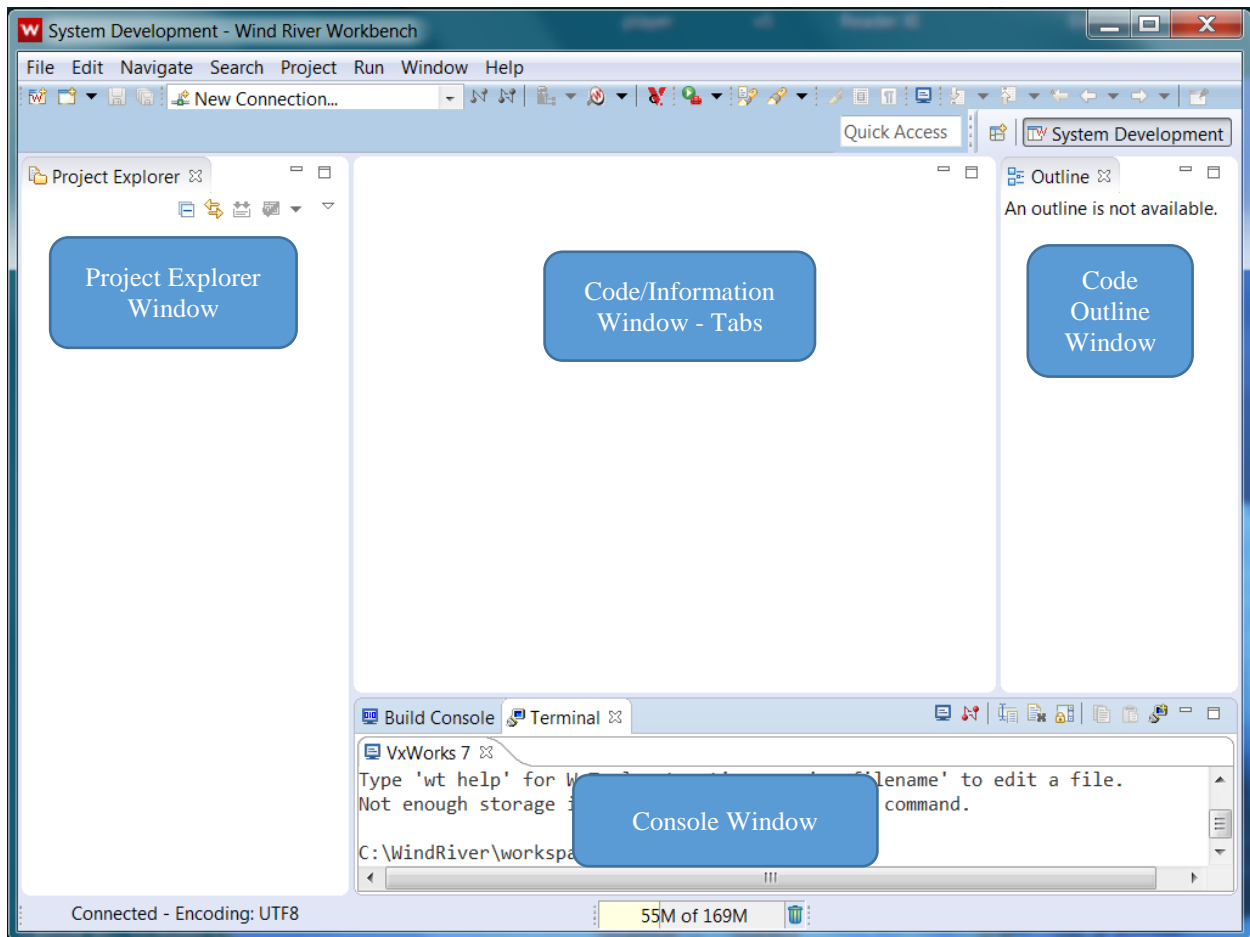 System Development - Wind River Workbench
File Edit Navigate Search Project Run Window Help
New Connection...
Quick Access
System Development
Project Explorer
Outline
An outline is not available.
Project Explorer
Window
Code/Information
Window - Tabs
Code
Outline
Window
Build Console Terminal
VxWorks 7
Type 'wt help' for filename' to edit a file.
Not enough storage command.
Console Window
C:\WindRiver\workspa
Connected - Encoding: UTF8
55M of 169M